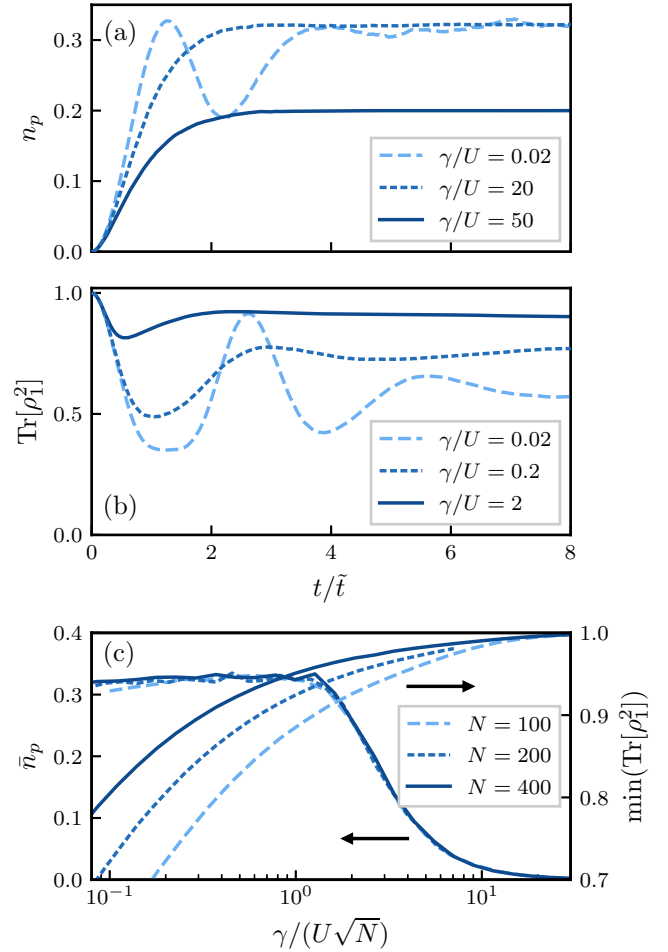 (a)
0.3
0.2
0.1
0.0
n_p
γ/U = 0.02
γ/U = 20
γ/U = 50
(b)
1.0
0.5
0.0
Tr[ρ_1^2]
γ/U = 0.02
γ/U = 0.2
γ/U = 2
0 2 4 6 8
t/t̃
(c)
0.4
0.3
0.2
0.1
0.0
n̄_p
N = 100
N = 200
N = 400
1.0
0.9
0.8
0.7
min(Tr[ρ_1^2])
10^{-1} 10^0 10^1
γ/(U√N)